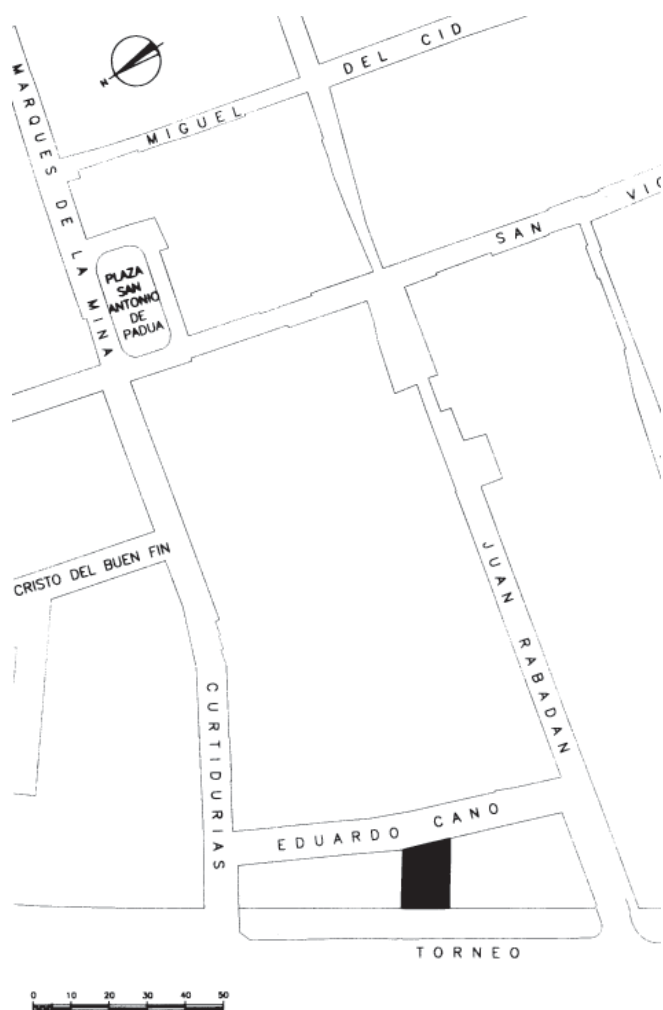 MARQUES DE LA MINA
N
MIGUEL DEL CID
SAN VIC
PLAZA
SAN
ANTONIO
DE
PADUA
CRISTO DEL BUEN FIN
JUAN RABADAN
CURTIDURIAS
EDUARDO CANO
TORNEO
0 10 20 30 40 50